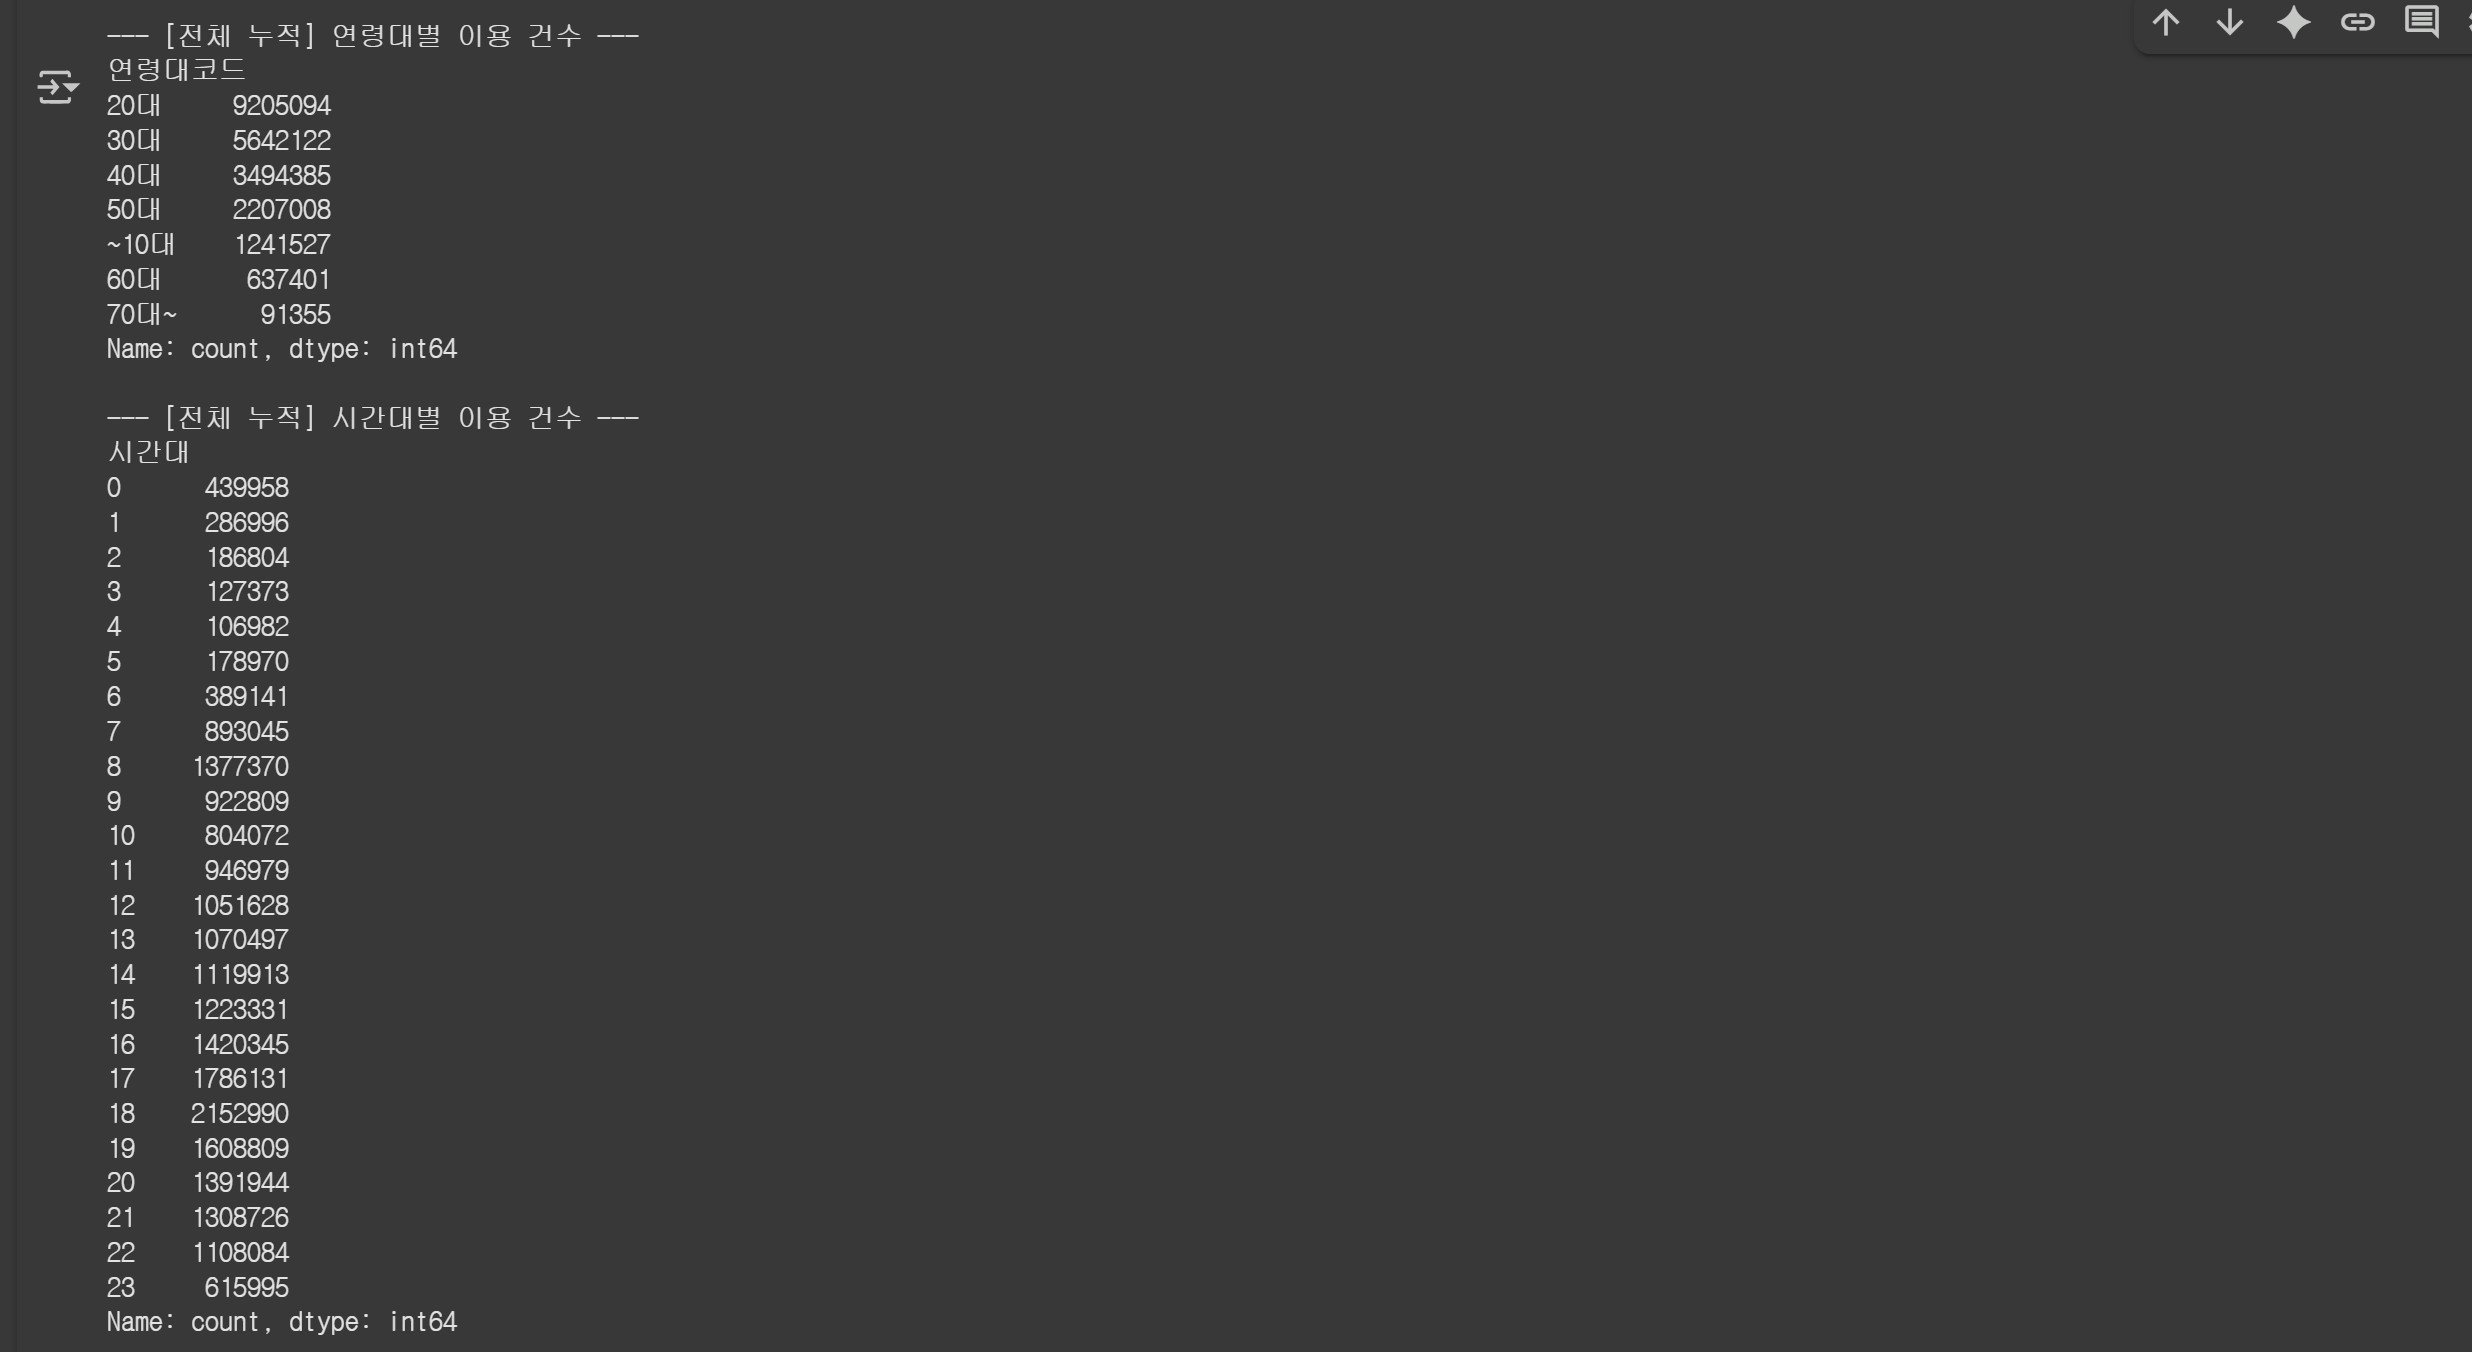 --- [전체 누적] 연령대별 이용 건수 ---
연령대코드
20대 9205094
30대 5642122
40대 3494385
50대 2207008
~10대 1241527
60대 637401
70대~ 91355
Name: count, dtype: int64
--- [전체 누적] 시간대별 이용 건수 ---
시간대
0 439958
1 286996
2 186804
3 127373
4 106982
5 178970
6 389141
7 893045
8 1377370
9 922809
10 804072
11 946979
12 1051628
13 1070497
14 1119913
15 1223331
16 1420345
17 1786131
18 2152990
19 1608809
20 1391944
21 1308726
22 1108084
23 615995
Name: count, dtype: int64